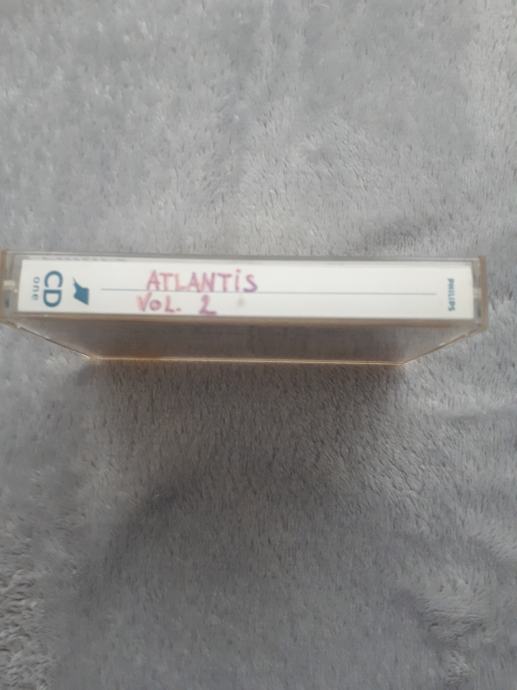 CD
one
ATLANTiS
VOL. 2
PHILIPS